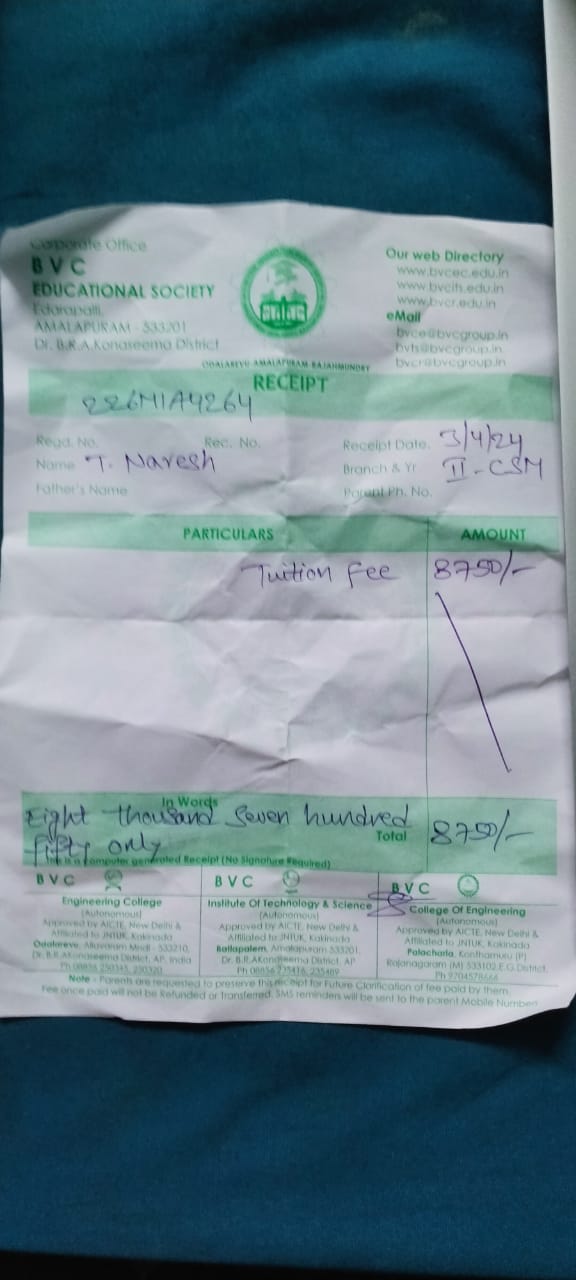 Corporate Office
BVC
EDUCATIONAL SOCIETY
Edarapalli,
AMALAPURAM - 533201
Dr. B.R.A.Konaseema District
Our web Directory
www.bvcec.edu.in
www.bvcits.edu.in
www.bvcr.edu.in
eMail
bvce@bvcgroup.in
bvts@bvcgroup.in
bvcr@bvcgroup.in
ODALAREVU AMALAPURAM RAJAHMUNDRY
RECEIPT
226M1A4264
Regd. No. Rec. No. Receipt Date. 3/4/24
Name T. Naresh Branch & Yr II - CSM
Father's Name Parent Ph. No.
PARTICULARS AMOUNT
Tuition Fee 8750/-
In Words
Eight thousand Seven hundred
Total 8750/-
fifty only
This is a computer generated Receipt (No Signature Required)
BVC
Engineering College
(Autonomous)
Approved by AICTE, New Delhi &
Affiliated to JNTUK, Kakinada
Odalarevu, Allavaram Mndl - 533210,
Dr. B.R.AKonaseema District, AP, India
BVC
Institute Of Technology & Science
(Autonomous)
Approved by AICTE, New Delhi &
Affiliated to JNTUK, Kakinada
Batlapalem, Amalapuram 533201,
Dr. B.R.AKonaseema District, AP
BVC
College Of Engineering
(Autonomous)
Approved by AICTE, New Delhi &
Affiliated to JNTUK, Kakinada
Palacharla, Konthamuru (P)
Rajanagaram (M) 533102 E.G District,
Ph 9704578666
Note - Parents are requested to preserve this receipt for Future Clarification of fee paid by them.
Fee once paid will not be Refunded or Transferred. SMS reminders will be sent to the parent Mobile Number.